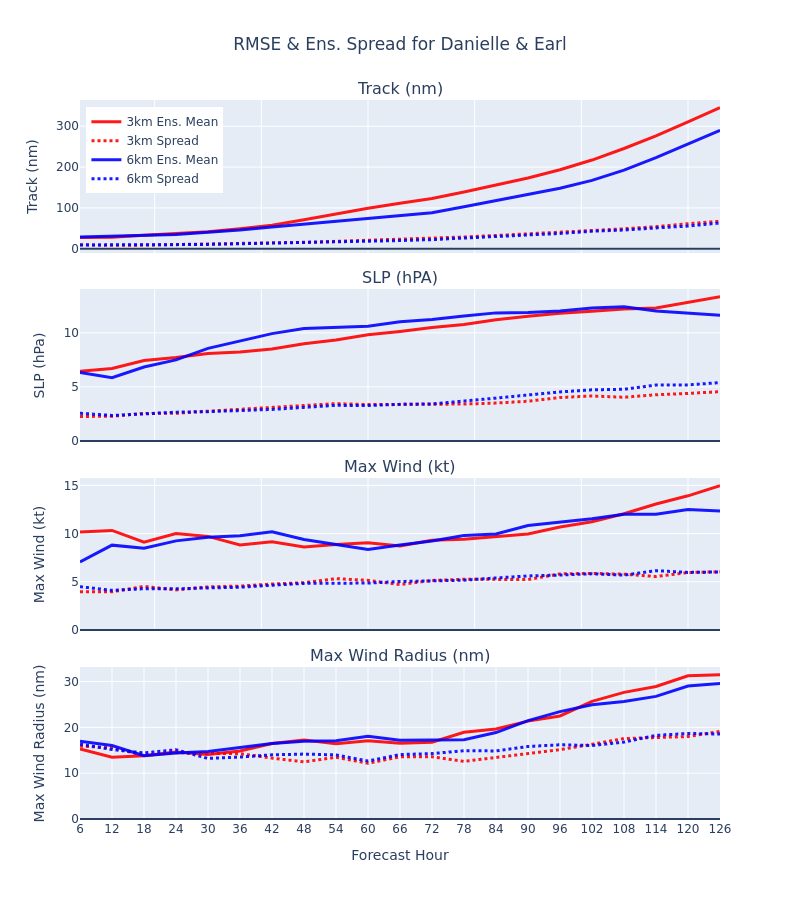 RMSE & Ens. Spread for Danielle & Earl
Track (nm)
Track (nm)
300
200
100
0
3km Ens. Mean
3km Spread
6km Ens. Mean
6km Spread
SLP (hPA)
SLP (hPa)
10
5
0
Max Wind (kt)
Max Wind (kt)
15
10
5
0
Max Wind Radius (nm)
Max Wind Radius (nm)
30
20
10
0
6 12 18 24 30 36 42 48 54 60 66 72 78 84 90 96 102 108 114 120 126
Forecast Hour